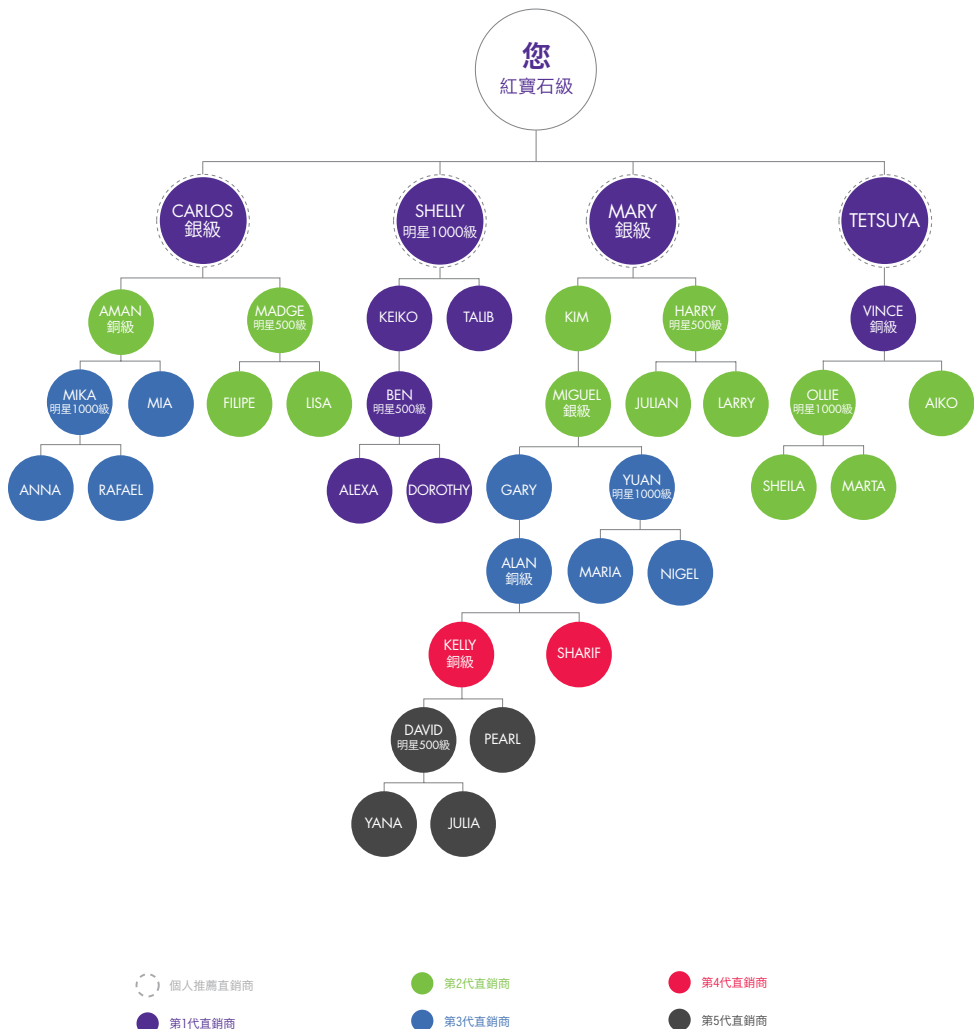 您
紅寶石級
CARLOS
銀級
SHELLY
明星1000級
MARY
銀級
TETSUYA
AMAN
銅級
MADGE
明星500級
KEIKO
TALIB
KIM
HARRY
明星500級
VINCE
銅級
MIKA
明星1000級
MIA
FILIPE
LISA
BEN
明星500級
MIGUEL
銀級
JULIAN
LARRY
OLLIE
明星1000級
AIKO
ANNA
RAFAEL
ALEXA
DOROTHY
GARY
YUAN
明星1000級
SHEILA
MARTA
ALAN
銅級
MARIA
NIGEL
KELLY
銅級
SHARIF
DAVID
明星500級
PEARL
YANA
JULIA
個人推薦直銷商
第2代直銷商
第4代直銷商
第1代直銷商
第3代直銷商
第5代直銷商